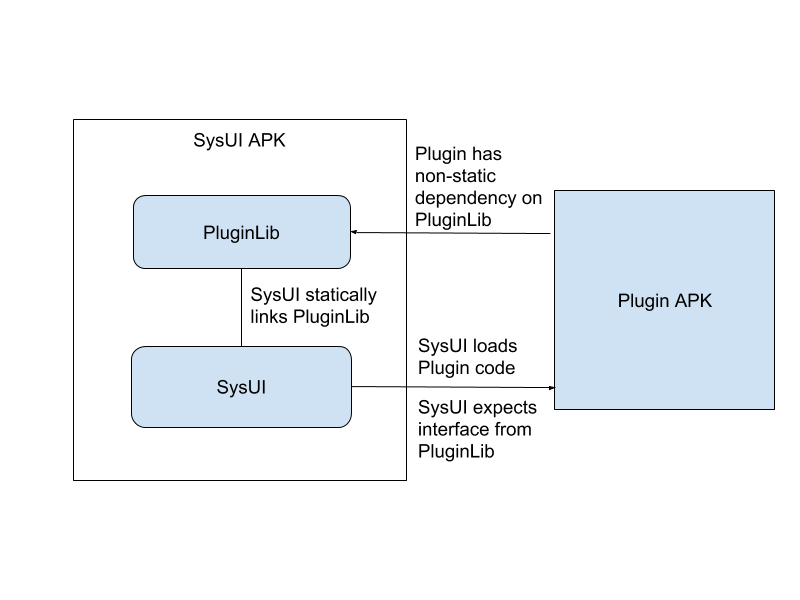 SysUI APK
Plugin has
non-static
dependency on
PluginLib
PluginLib
SysUI statically
links PluginLib
Plugin APK
SysUI loads
Plugin code
SysUI
SysUI expects
interface from
PluginLib